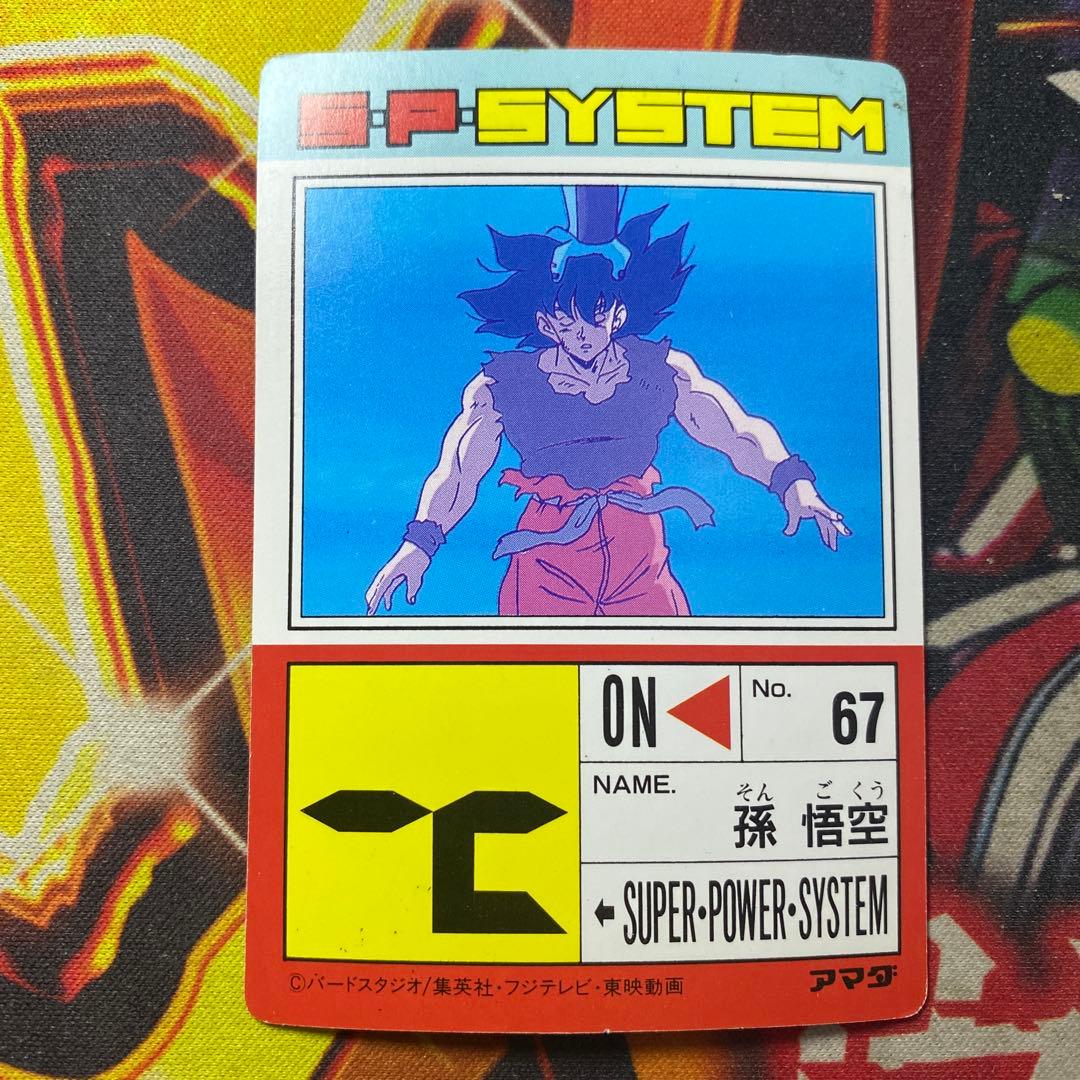 S·P·SYSTEM
ON
No.
67
NAME.
そん ご くう
孫 悟空
←SUPER·POWER·SYSTEM
©バードスタジオ/集英社・フジテレビ・東映動画
アマダ